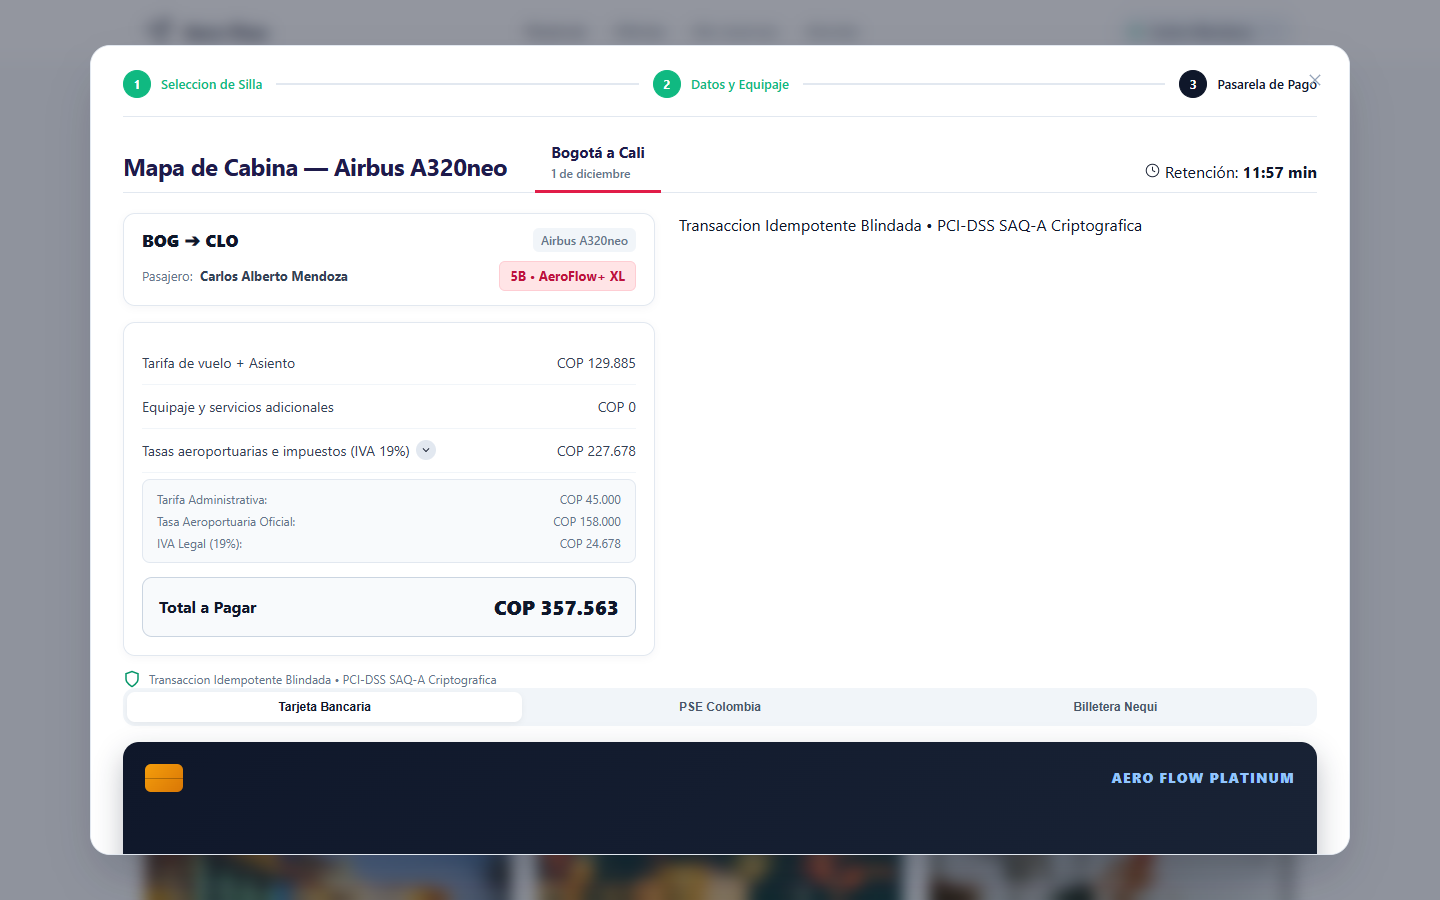 1 Seleccion de Silla
2 Datos y Equipaje
3 Pasarela de Pago
Mapa de Cabina — Airbus A320neo
Bogotá a Cali
1 de diciembre
Retención: 11:57 min
BOG ➔ CLO
Airbus A320neo
Pasajero: Carlos Alberto Mendoza
5B • AeroFlow+ XL
Tarifa de vuelo + Asiento COP 129.885
Equipaje y servicios adicionales COP 0
Tasas aeroportuarias e impuestos (IVA 19%) COP 227.678
Tarifa Administrativa: COP 45.000
Tasa Aeroportuaria Oficial: COP 158.000
IVA Legal (19%): COP 24.678
Total a Pagar COP 357.563
Transaccion Idempotente Blindada • PCI-DSS SAQ-A Criptografica
Transaccion Idempotente Blindada • PCI-DSS SAQ-A Criptografica
Tarjeta Bancaria
PSE Colombia
Billetera Nequi
AERO FLOW PLATINUM